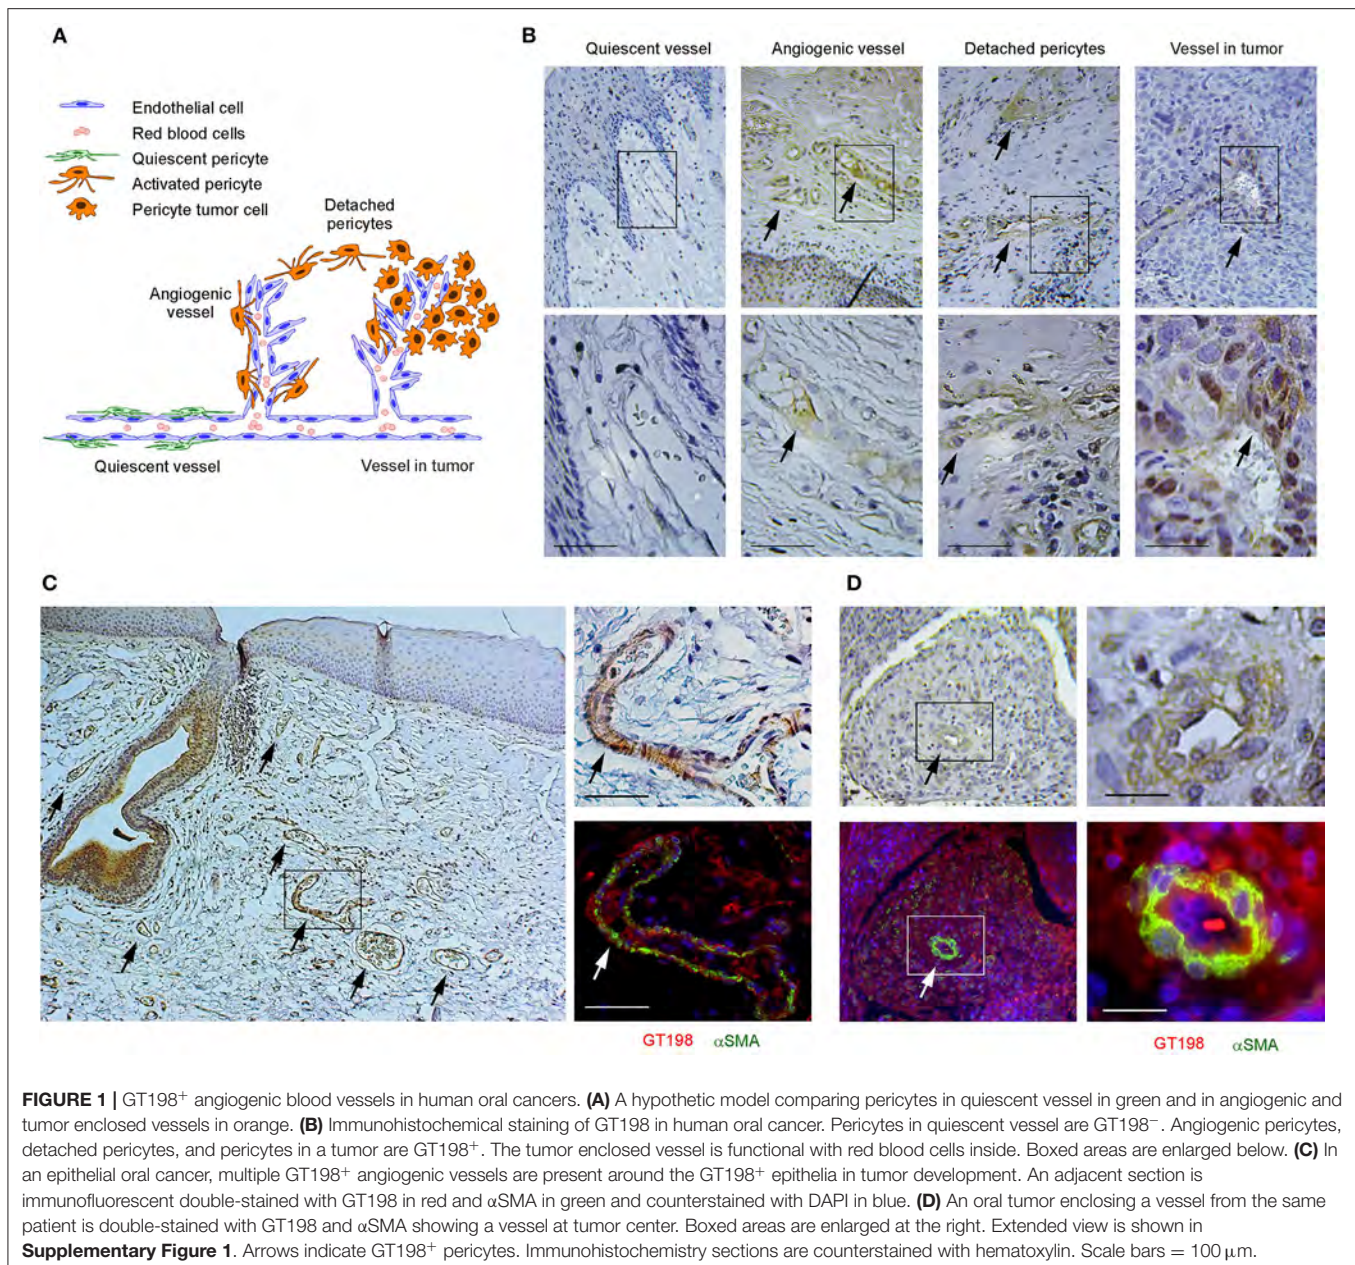 A
Endothelial cell
Red blood cells
Quiescent pericyte
Activated pericyte
Pericyte tumor cell
Detached
pericytes
Angiogenic
vessel
Quiescent vessel
Vessel in tumor
B
Quiescent vessel
Angiogenic vessel
Detached pericytes
Vessel in tumor
C
GT198 αSMA
D
GT198 αSMA
FIGURE 1 | GT198⁺ angiogenic blood vessels in human oral cancers. (A) A hypothetic model comparing pericytes in quiescent vessel in green and in angiogenic and
tumor enclosed vessels in orange. (B) Immunohistochemical staining of GT198 in human oral cancer. Pericytes in quiescent vessel are GT198⁻. Angiogenic pericytes,
detached pericytes, and pericytes in a tumor are GT198⁺. The tumor enclosed vessel is functional with red blood cells inside. Boxed areas are enlarged below. (C) In
an epithelial oral cancer, multiple GT198⁺ angiogenic vessels are present around the GT198⁺ epithelia in tumor development. An adjacent section is
immunofluorescent double-stained with GT198 in red and αSMA in green and counterstained with DAPI in blue. (D) An oral tumor enclosing a vessel from the same
patient is double-stained with GT198 and αSMA showing a vessel at tumor center. Boxed areas are enlarged at the right. Extended view is shown in
Supplementary Figure 1. Arrows indicate GT198⁺ pericytes. Immunohistochemistry sections are counterstained with hematoxylin. Scale bars = 100 μm.